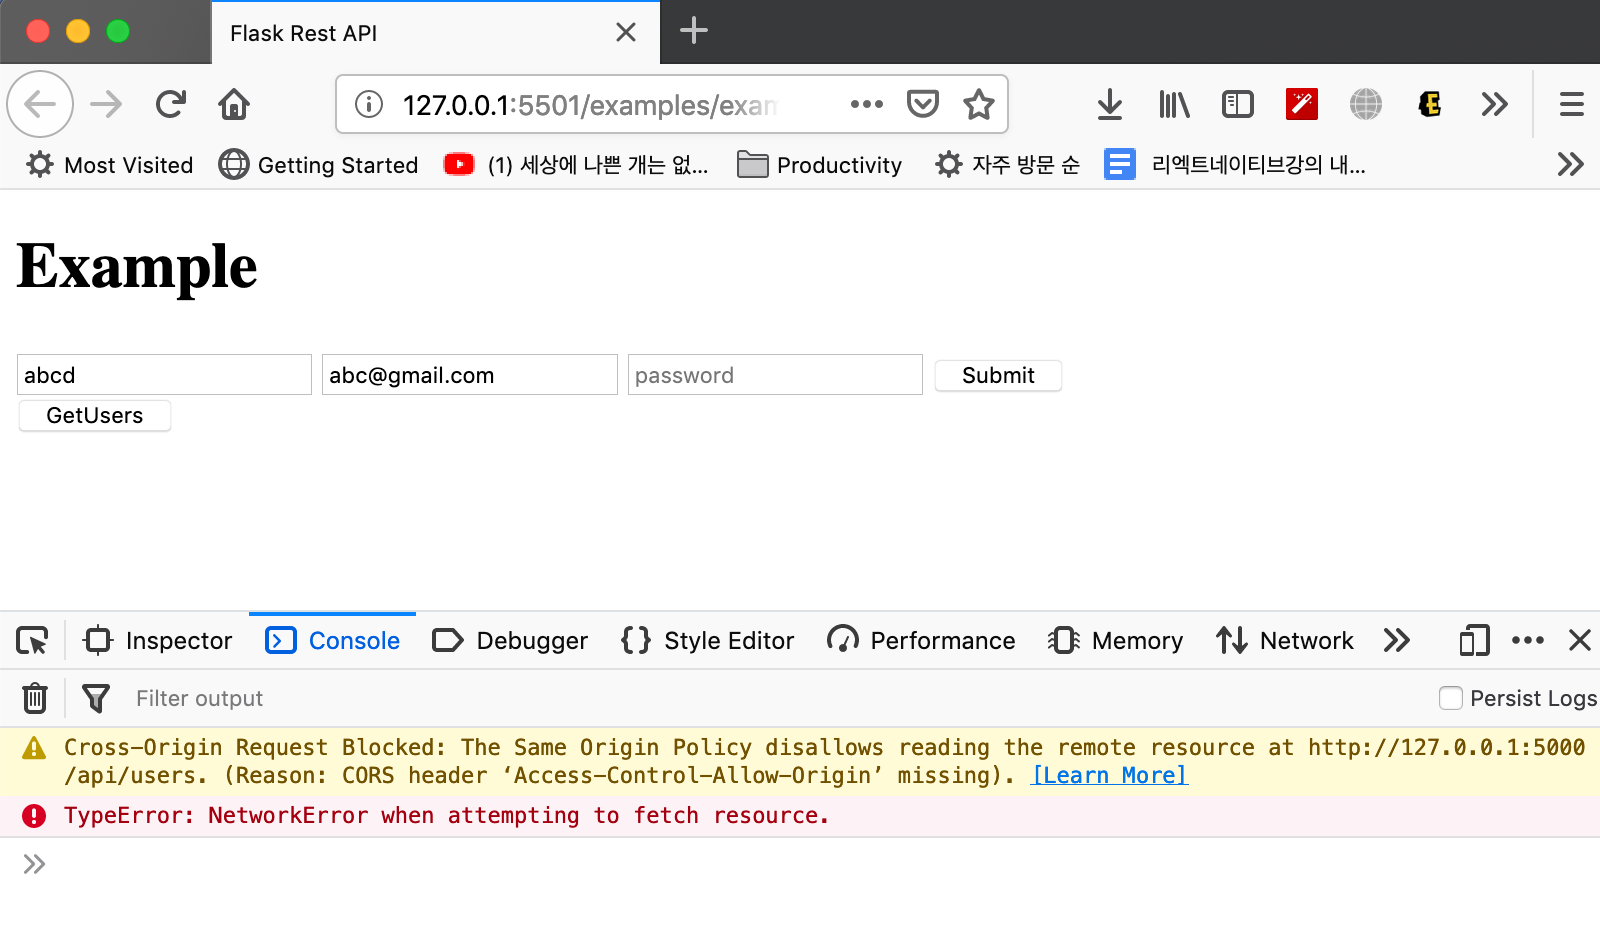 Flask Rest API
127.0.0.1:5501/examples/exam
Most Visited Getting Started (1) 세상에 나쁜 개는 없... Productivity 자주 방문 순 리엑트네이티브강의 내...
Example
abcd abc@gmail.com password Submit
GetUsers
Inspector Console Debugger Style Editor Performance Memory Network
Filter output Persist Logs
Cross-Origin Request Blocked: The Same Origin Policy disallows reading the remote resource at http://127.0.0.1:5000
/api/users. (Reason: CORS header ‘Access-Control-Allow-Origin’ missing). [Learn More]
TypeError: NetworkError when attempting to fetch resource.